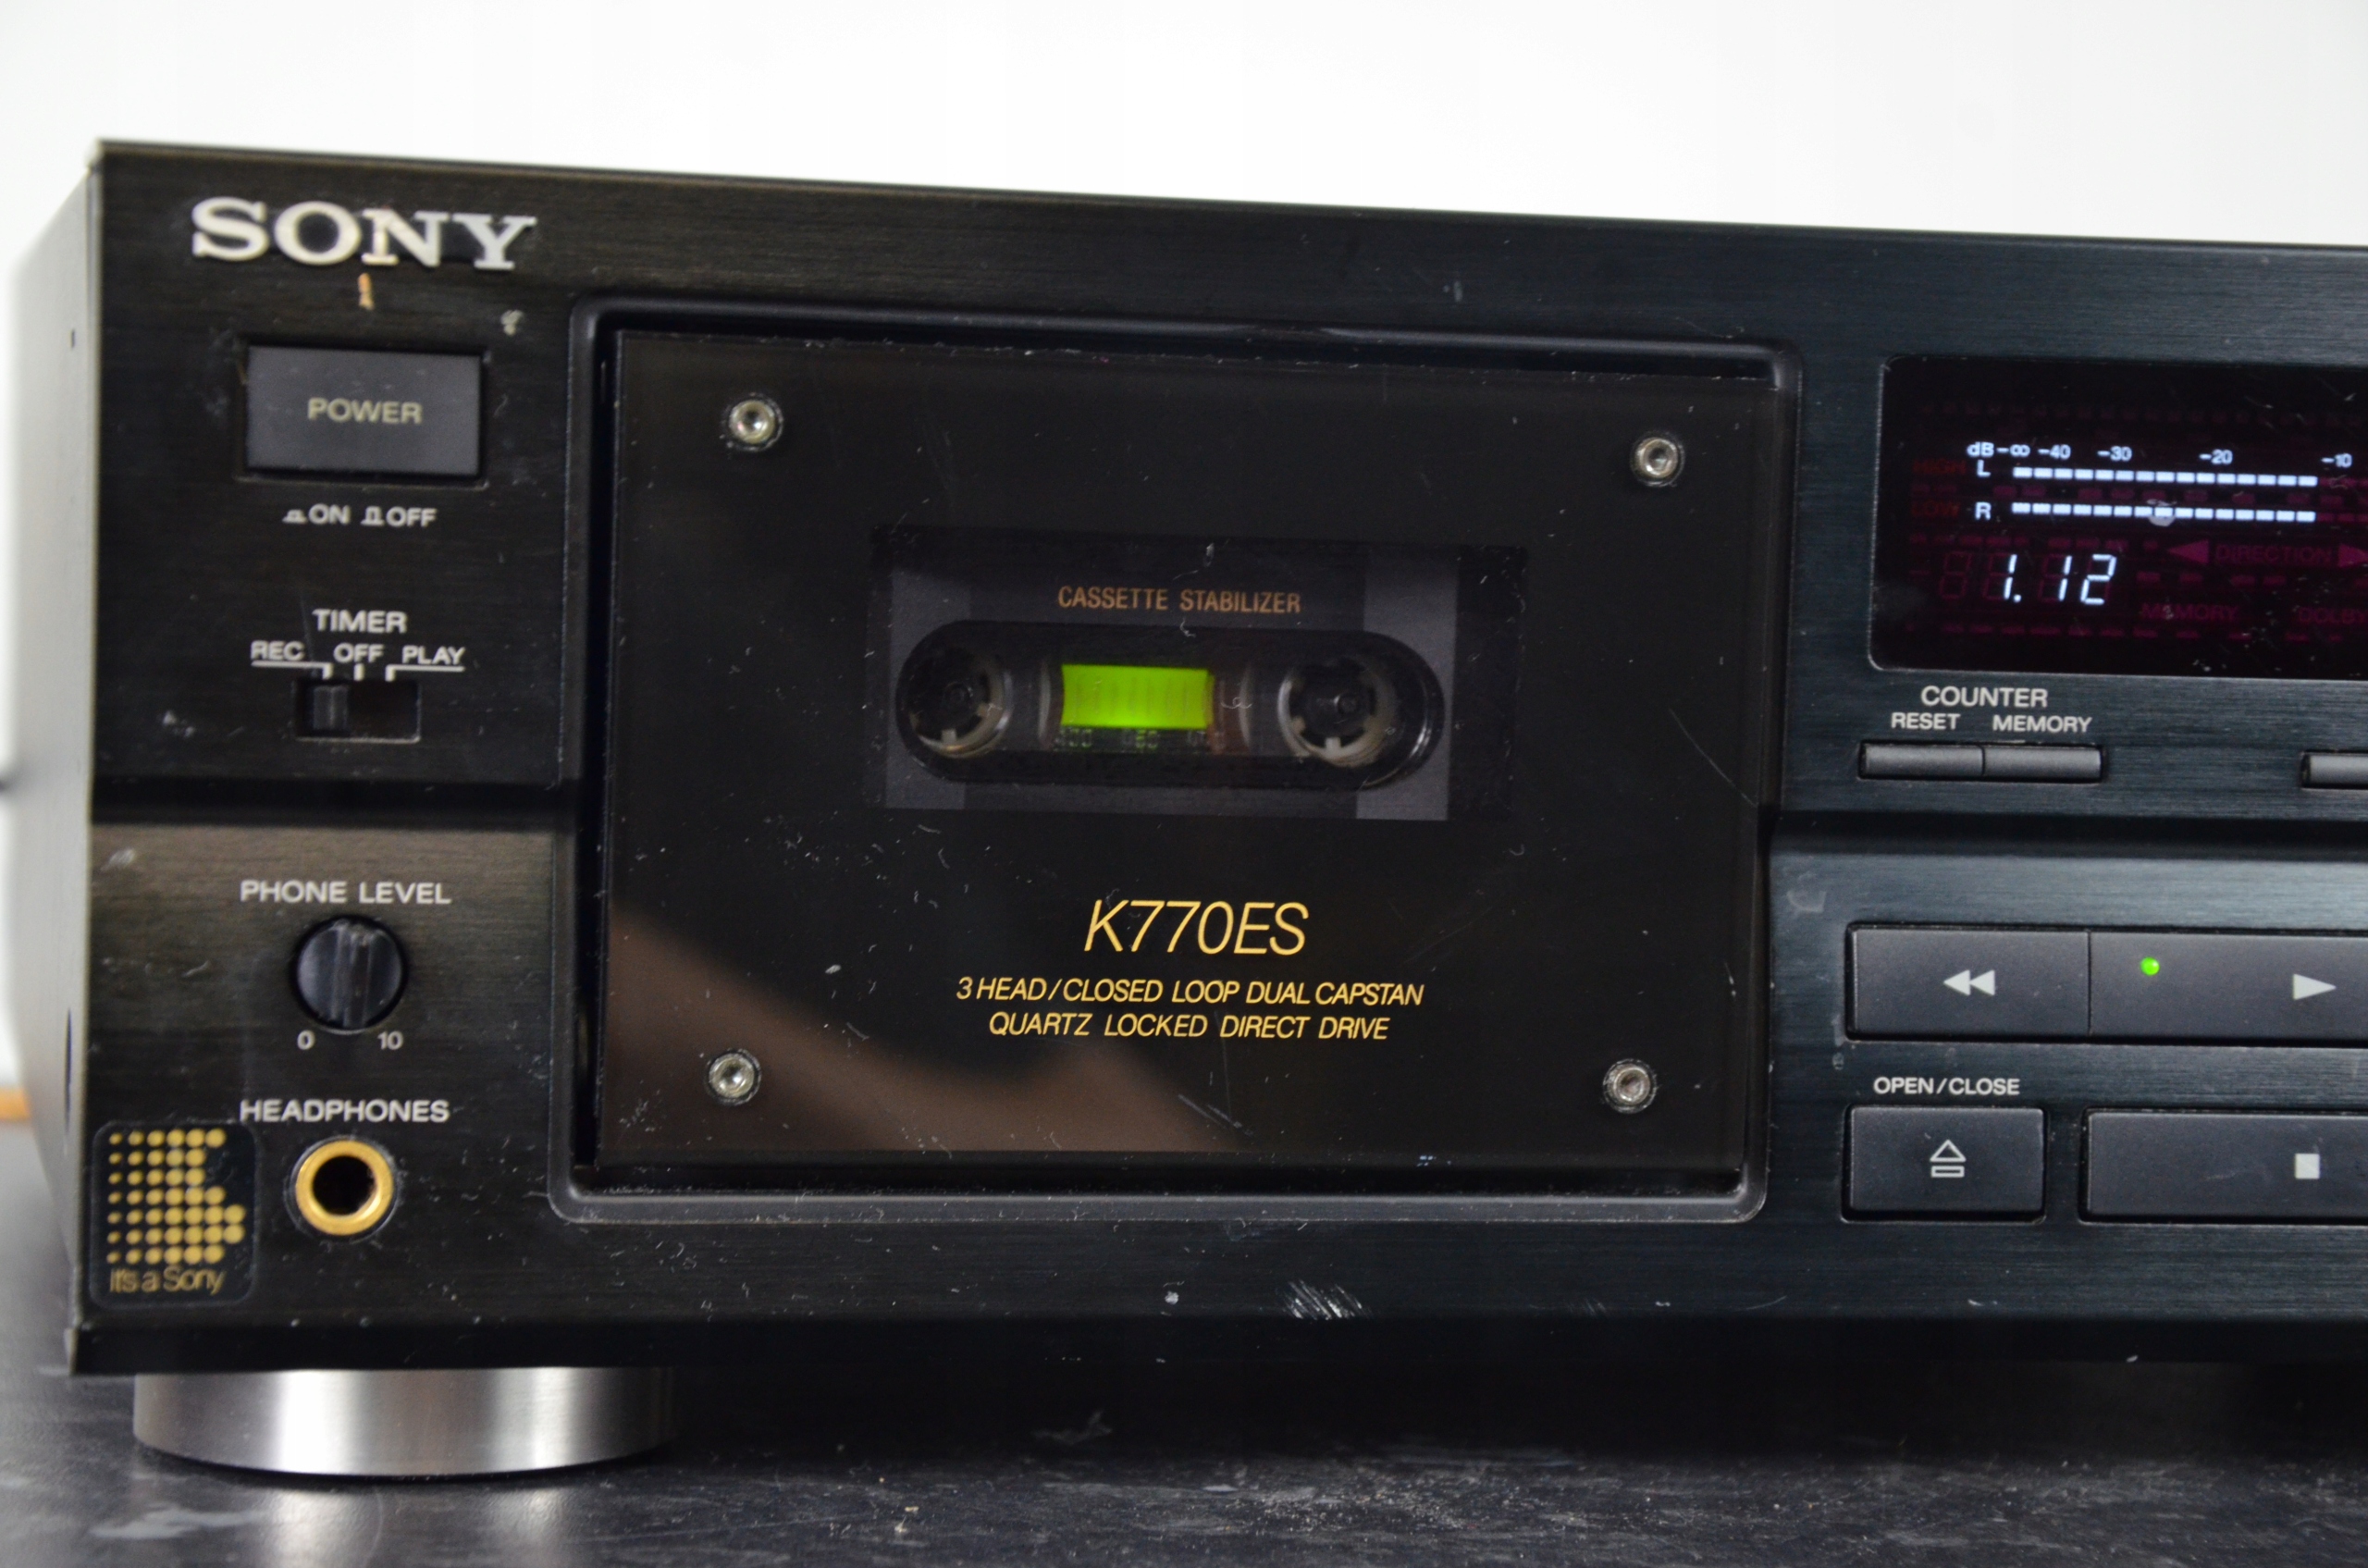 SONY
POWER
ON OFF
TIMER
REC OFF PLAY
PHONE LEVEL
0 10
HEADPHONES
It's a Sony
CASSETTE STABILIZER
K770ES
3 HEAD/CLOSED LOOP DUAL CAPSTAN
QUARTZ LOCKED DIRECT DRIVE
dB -∞ -40 -30 -20 -10
L
R
DIRECTION
1.12
MEMORY DOLBY
COUNTER
RESET MEMORY
OPEN/CLOSE